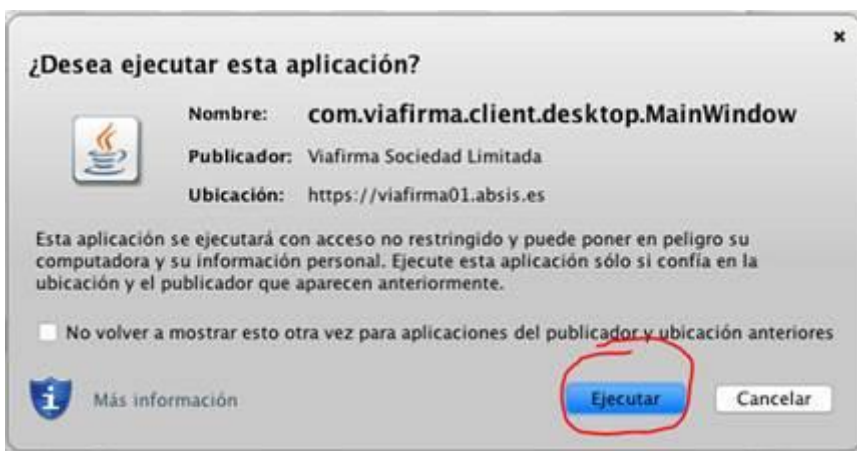 ¿Desea ejecutar esta aplicación?
Nombre: com.viafirma.client.desktop.MainWindow
Publicador: Viafirma Sociedad Limitada
Ubicación: https://viafirma01.absis.es
Esta aplicación se ejecutará con acceso no restringido y puede poner en peligro su
computadora y su información personal. Ejecute esta aplicación sólo si confía en la
ubicación y el publicador que aparecen anteriormente.
No volver a mostrar esto otra vez para aplicaciones del publicador y ubicación anteriores
Más información
Ejecutar
Cancelar